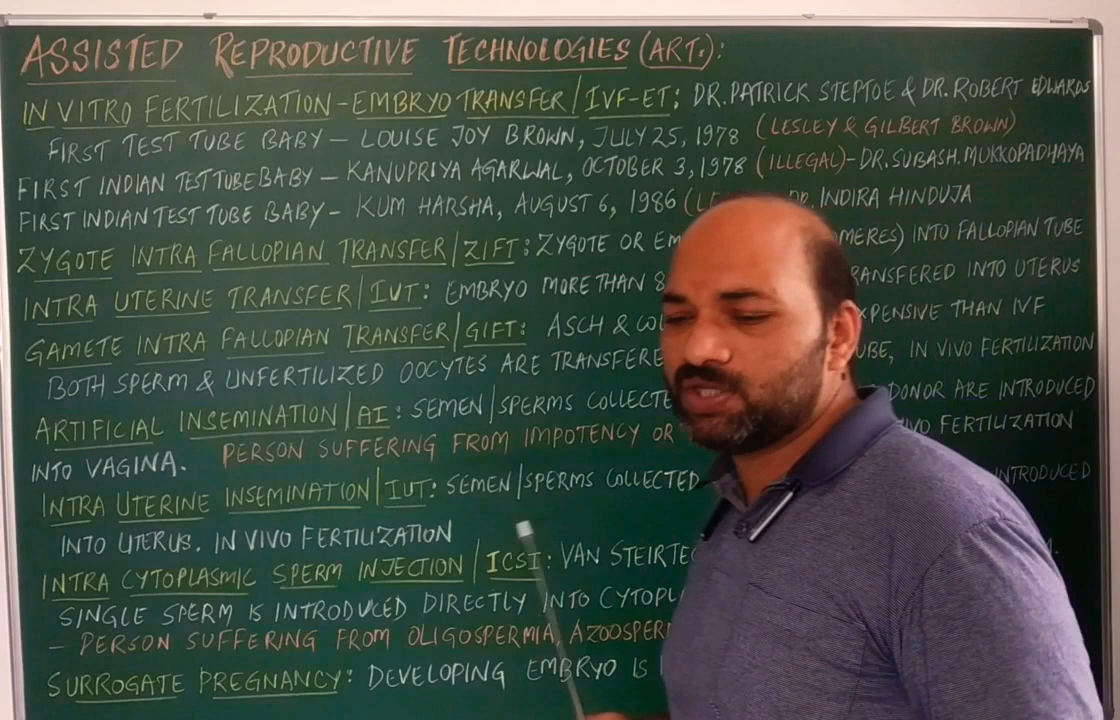 ASSISTED REPRODUCTIVE TECHNOLOGIES (ART.):
IN VITRO FERTILIZATION-EMBRYO TRANSFER/IVF-ET: DR. PATRICK STEPTOE & DR. ROBERT EDWARDS
FIRST TEST TUBE BABY - LOUISE JOY BROWN, JULY 25, 1978 (LESLEY & GILBERT BROWN)
FIRST INDIAN TEST TUBE BABY - KANUPRIYA AGARWAL, OCTOBER 3, 1978 (ILLEGAL)-DR. SUBASH. MUKKOPADHAYA
FIRST INDIAN TEST TUBE BABY - KUM HARSHA, AUGUST 6, 1986 (LE DR. INDIRA HINDUJA
ZYGOTE INTRA FALLOPIAN TRANSFER/ZIFT: ZYGOTE OR EM OMERES) INTO FALLOPIAN TUBE
INTRA UTERINE TRANSFER/IUT: EMBRYO MORE THAN 8 RANSFERED INTO UTERUS
GAMETE INTRA FALLOPIAN TRANSFER/GIFT: ASCH & CO XPENSIVE THAN IVF
BOTH SPERM & UNFERTILIZED OOCYTES ARE TRANSFERE UBE, IN VIVO FERTILIZATION
ARTIFICIAL INSEMINATION/AI: SEMEN/SPERMS COLLECTE DONOR ARE INTRODUCED
INTO VAGINA. PERSON SUFFERING FROM IMPOTENCY OR IVO FERTILIZATION
INTRA UTERINE INSEMINATION/IUT: SEMEN/SPERMS COLLECTED INTRODUCED
INTO UTERUS. IN VIVO FERTILIZATION
INTRA CYTOPLASMIC SPERM INJECTION/ICSI: VAN STEIRTEG
SINGLE SPERM IS INTRODUCED DIRECTLY INTO CYTOPL
- PERSON SUFFERING FROM OLIGOSPERMIA, AZOOSPER
SURROGATE PREGNANCY: DEVELOPING EMBRYO IS